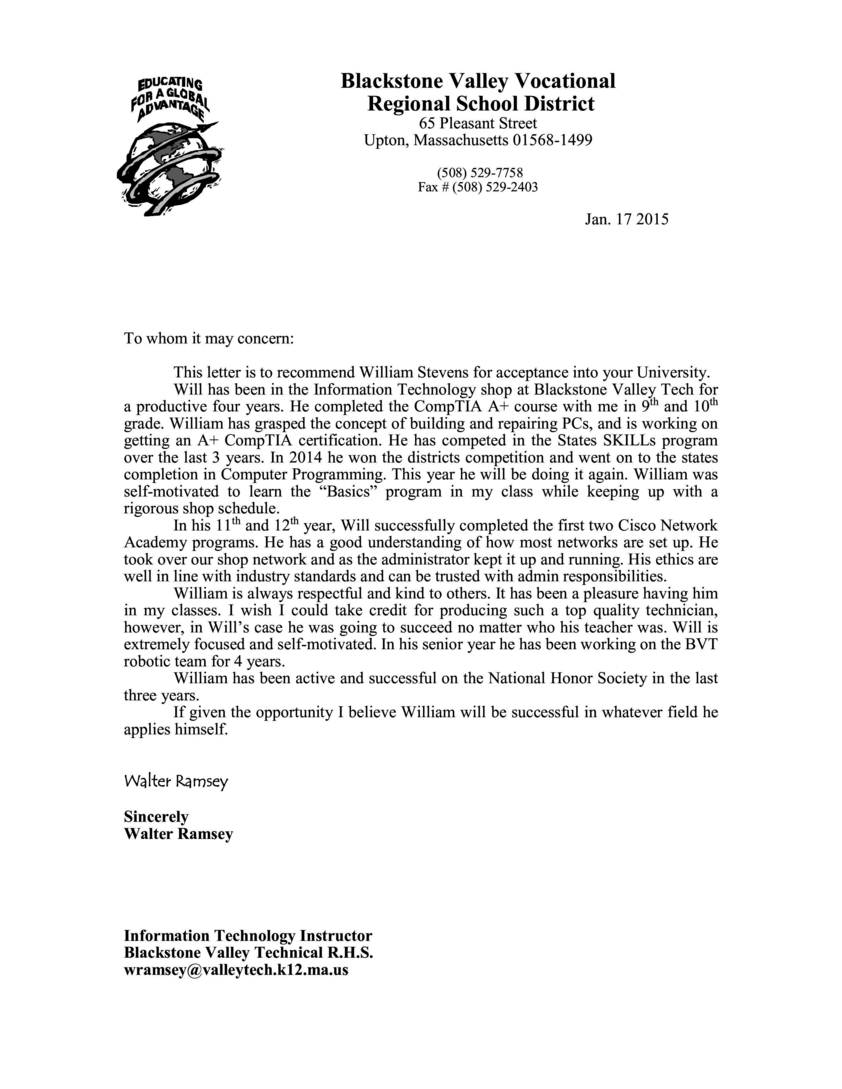 EDUCATING
FOR A GLOBAL
ADVANTAGE
Blackstone Valley Vocational
Regional School District
65 Pleasant Street
Upton, Massachusetts 01568-1499
(508) 529-7758
Fax # (508) 529-2403
Jan. 17 2015
To whom it may concern:
This letter is to recommend William Stevens for acceptance into your University.
Will has been in the Information Technology shop at Blackstone Valley Tech for
a productive four years. He completed the CompTIA A+ course with me in 9th and 10th
grade. William has grasped the concept of building and repairing PCs, and is working on
getting an A+ CompTIA certification. He has competed in the States SKILLs program
over the last 3 years. In 2014 he won the districts competition and went on to the states
completion in Computer Programming. This year he will be doing it again. William was
self-motivated to learn the “Basics” program in my class while keeping up with a
rigorous shop schedule.
In his 11th and 12th year, Will successfully completed the first two Cisco Network
Academy programs. He has a good understanding of how most networks are set up. He
took over our shop network and as the administrator kept it up and running. His ethics are
well in line with industry standards and can be trusted with admin responsibilities.
William is always respectful and kind to others. It has been a pleasure having him
in my classes. I wish I could take credit for producing such a top quality technician,
however, in Will’s case he was going to succeed no matter who his teacher was. Will is
extremely focused and self-motivated. In his senior year he has been working on the BVT
robotic team for 4 years.
William has been active and successful on the National Honor Society in the last
three years.
If given the opportunity I believe William will be successful in whatever field he
applies himself.
Walter Ramsey
Sincerely
Walter Ramsey
Information Technology Instructor
Blackstone Valley Technical R.H.S.
wramsey@valleytech.k12.ma.us